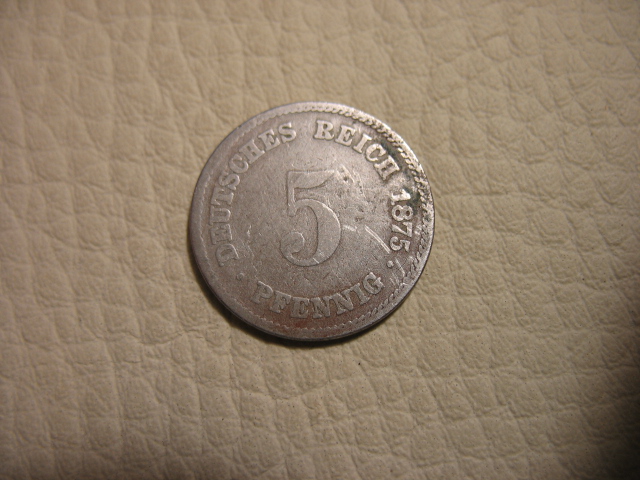 DEUTSCHES REICH 1875.
5
. PFENNIG